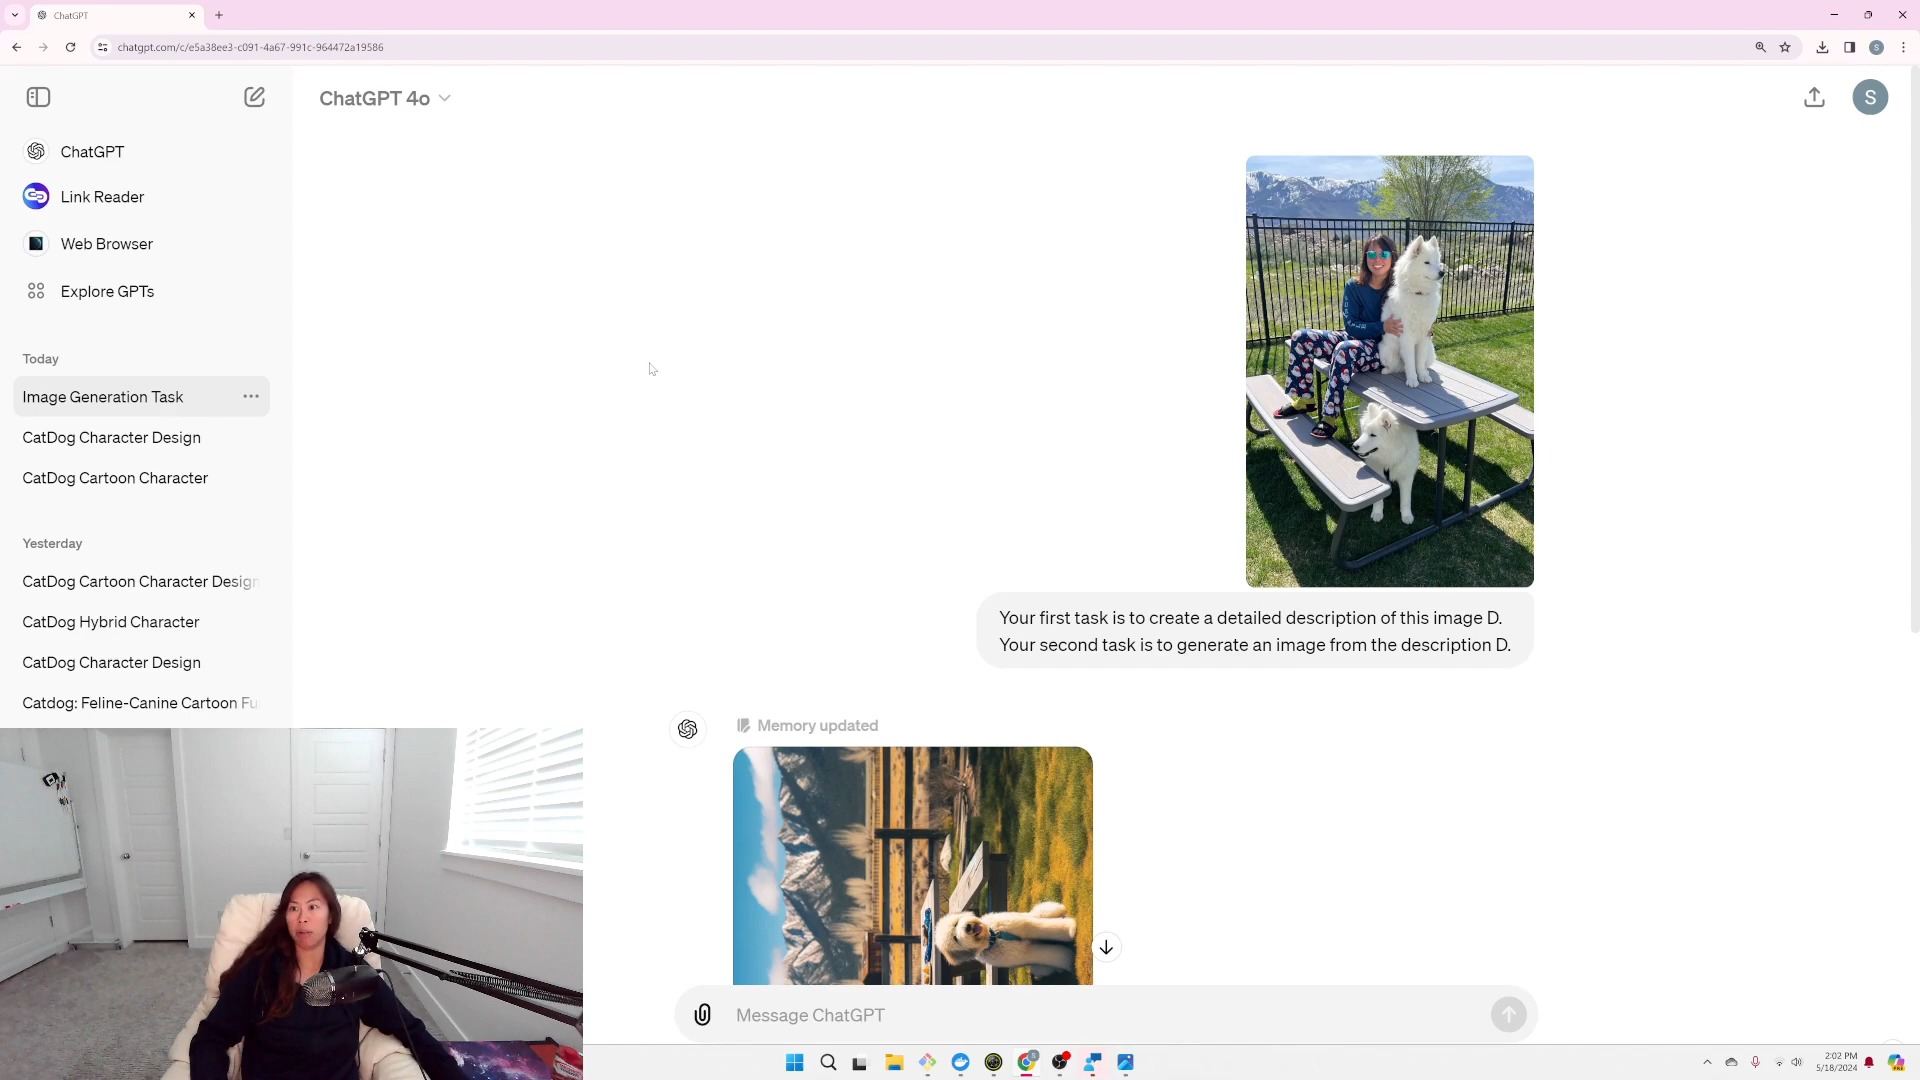 ChatGPT
chatgpt.com/c/e5a38ee3-c091-4a67-991c-964472a19586
S
ChatGPT 4o
S
ChatGPT
Link Reader
Web Browser
Explore GPTs
Today
Image Generation Task
CatDog Character Design
CatDog Cartoon Character
Yesterday
CatDog Cartoon Character Design
CatDog Hybrid Character
CatDog Character Design
Catdog: Feline-Canine Cartoon Fu
Your first task is to create a detailed description of this image D.
Your second task is to generate an image from the description D.
Memory updated
Message ChatGPT
2:02 PM
5/18/2024